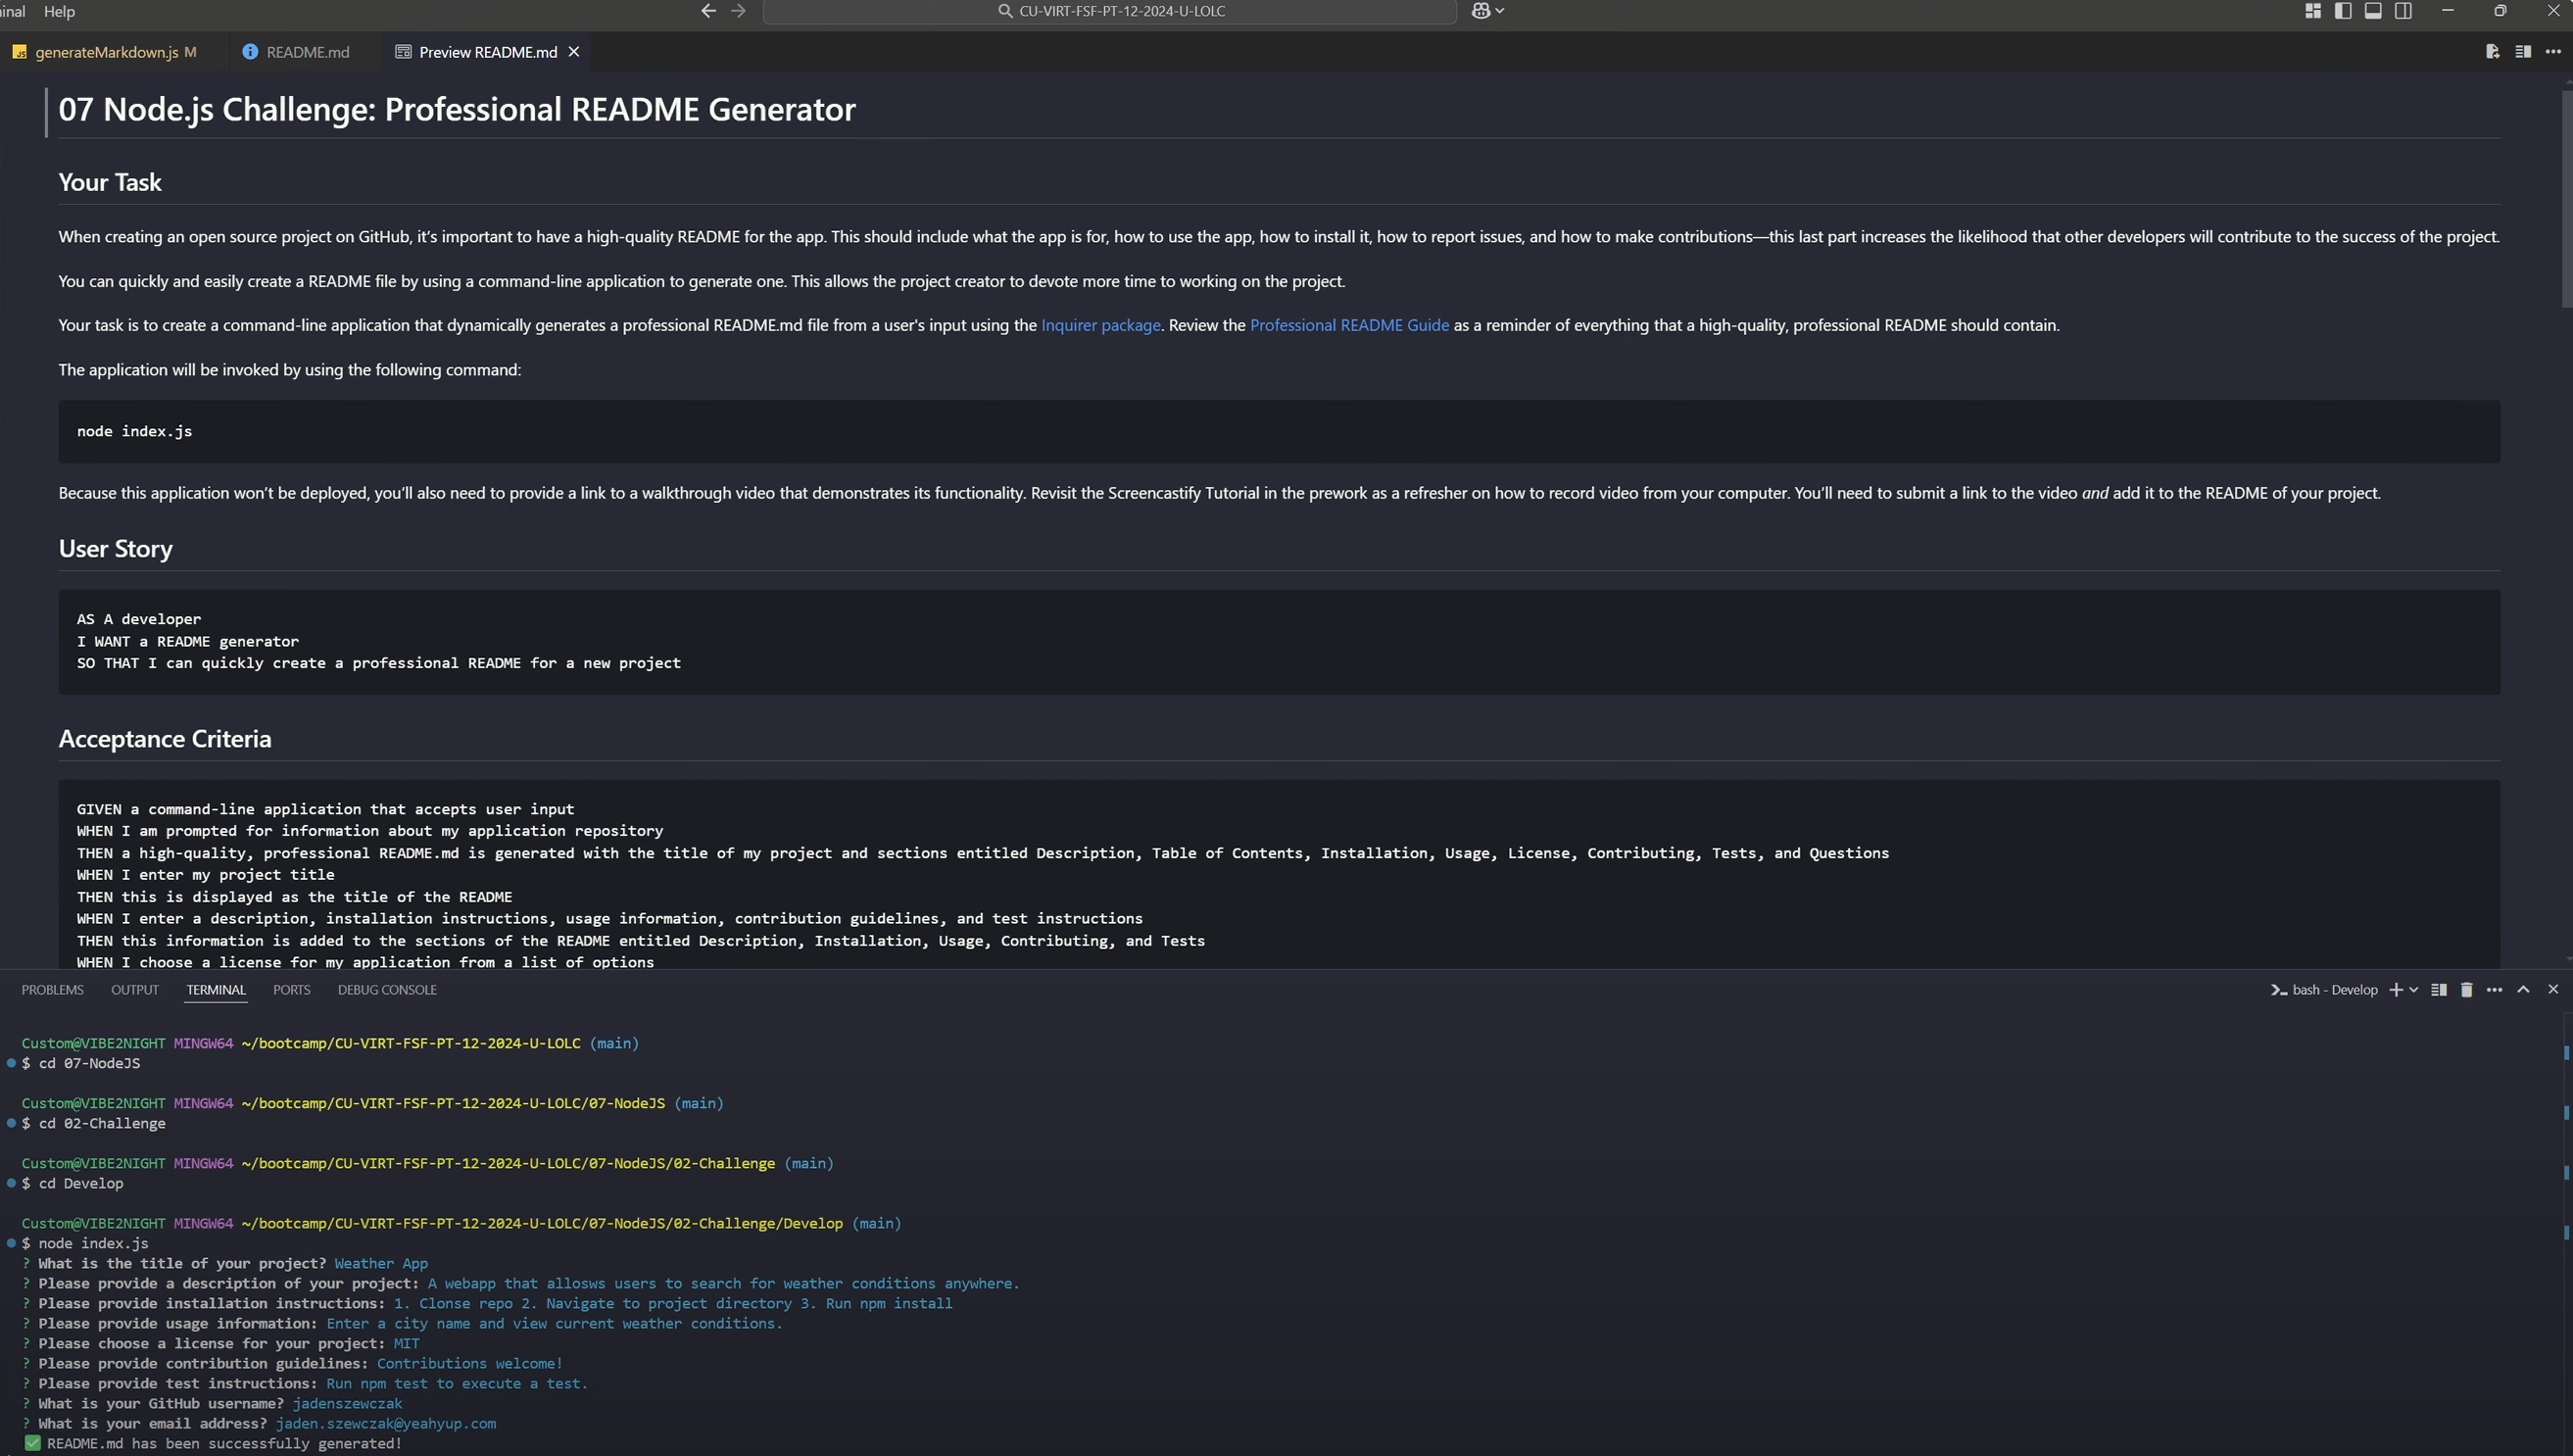 inal Help
CU-VIRT-FSF-PT-12-2024-U-LOLC
JS generateMarkdown.js M README.md Preview README.md
07 Node.js Challenge: Professional README Generator
Your Task
When creating an open source project on GitHub, it's important to have a high-quality README for the app. This should include what the app is for, how to use the app, how to install it, how to report issues, and how to make contributions—this last part increases the likelihood that other developers will contribute to the success of the project.
You can quickly and easily create a README file by using a command-line application to generate one. This allows the project creator to devote more time to working on the project.
Your task is to create a command-line application that dynamically generates a professional README.md file from a user's input using the Inquirer package. Review the Professional README Guide as a reminder of everything that a high-quality, professional README should contain.
The application will be invoked by using the following command:
node index.js
Because this application won't be deployed, you'll also need to provide a link to a walkthrough video that demonstrates its functionality. Revisit the Screencastify Tutorial in the prework as a refresher on how to record video from your computer. You'll need to submit a link to the video and add it to the README of your project.
User Story
AS A developer
I WANT a README generator
SO THAT I can quickly create a professional README for a new project
Acceptance Criteria
GIVEN a command-line application that accepts user input
WHEN I am prompted for information about my application repository
THEN a high-quality, professional README.md is generated with the title of my project and sections entitled Description, Table of Contents, Installation, Usage, License, Contributing, Tests, and Questions
WHEN I enter my project title
THEN this is displayed as the title of the README
WHEN I enter a description, installation instructions, usage information, contribution guidelines, and test instructions
THEN this information is added to the sections of the README entitled Description, Installation, Usage, Contributing, and Tests
WHEN I choose a license for my application from a list of options
PROBLEMS OUTPUT TERMINAL PORTS DEBUG CONSOLE
bash - Develop
Custom@VIBE2NIGHT MINGW64 ~/bootcamp/CU-VIRT-FSF-PT-12-2024-U-LOLC (main)
$ cd 07-NodeJS
Custom@VIBE2NIGHT MINGW64 ~/bootcamp/CU-VIRT-FSF-PT-12-2024-U-LOLC/07-NodeJS (main)
$ cd 02-Challenge
Custom@VIBE2NIGHT MINGW64 ~/bootcamp/CU-VIRT-FSF-PT-12-2024-U-LOLC/07-NodeJS/02-Challenge (main)
$ cd Develop
Custom@VIBE2NIGHT MINGW64 ~/bootcamp/CU-VIRT-FSF-PT-12-2024-U-LOLC/07-NodeJS/02-Challenge/Develop (main)
$ node index.js
? What is the title of your project? Weather App
? Please provide a description of your project: A webapp that allosws users to search for weather conditions anywhere.
? Please provide installation instructions: 1. Clonse repo 2. Navigate to project directory 3. Run npm install
? Please provide usage information: Enter a city name and view current weather conditions.
? Please choose a license for your project: MIT
? Please provide contribution guidelines: Contributions welcome!
? Please provide test instructions: Run npm test to execute a test.
? What is your GitHub username? jadenszewczak
? What is your email address? jaden.szewczak@yeahyup.com
✅ README.md has been successfully generated!